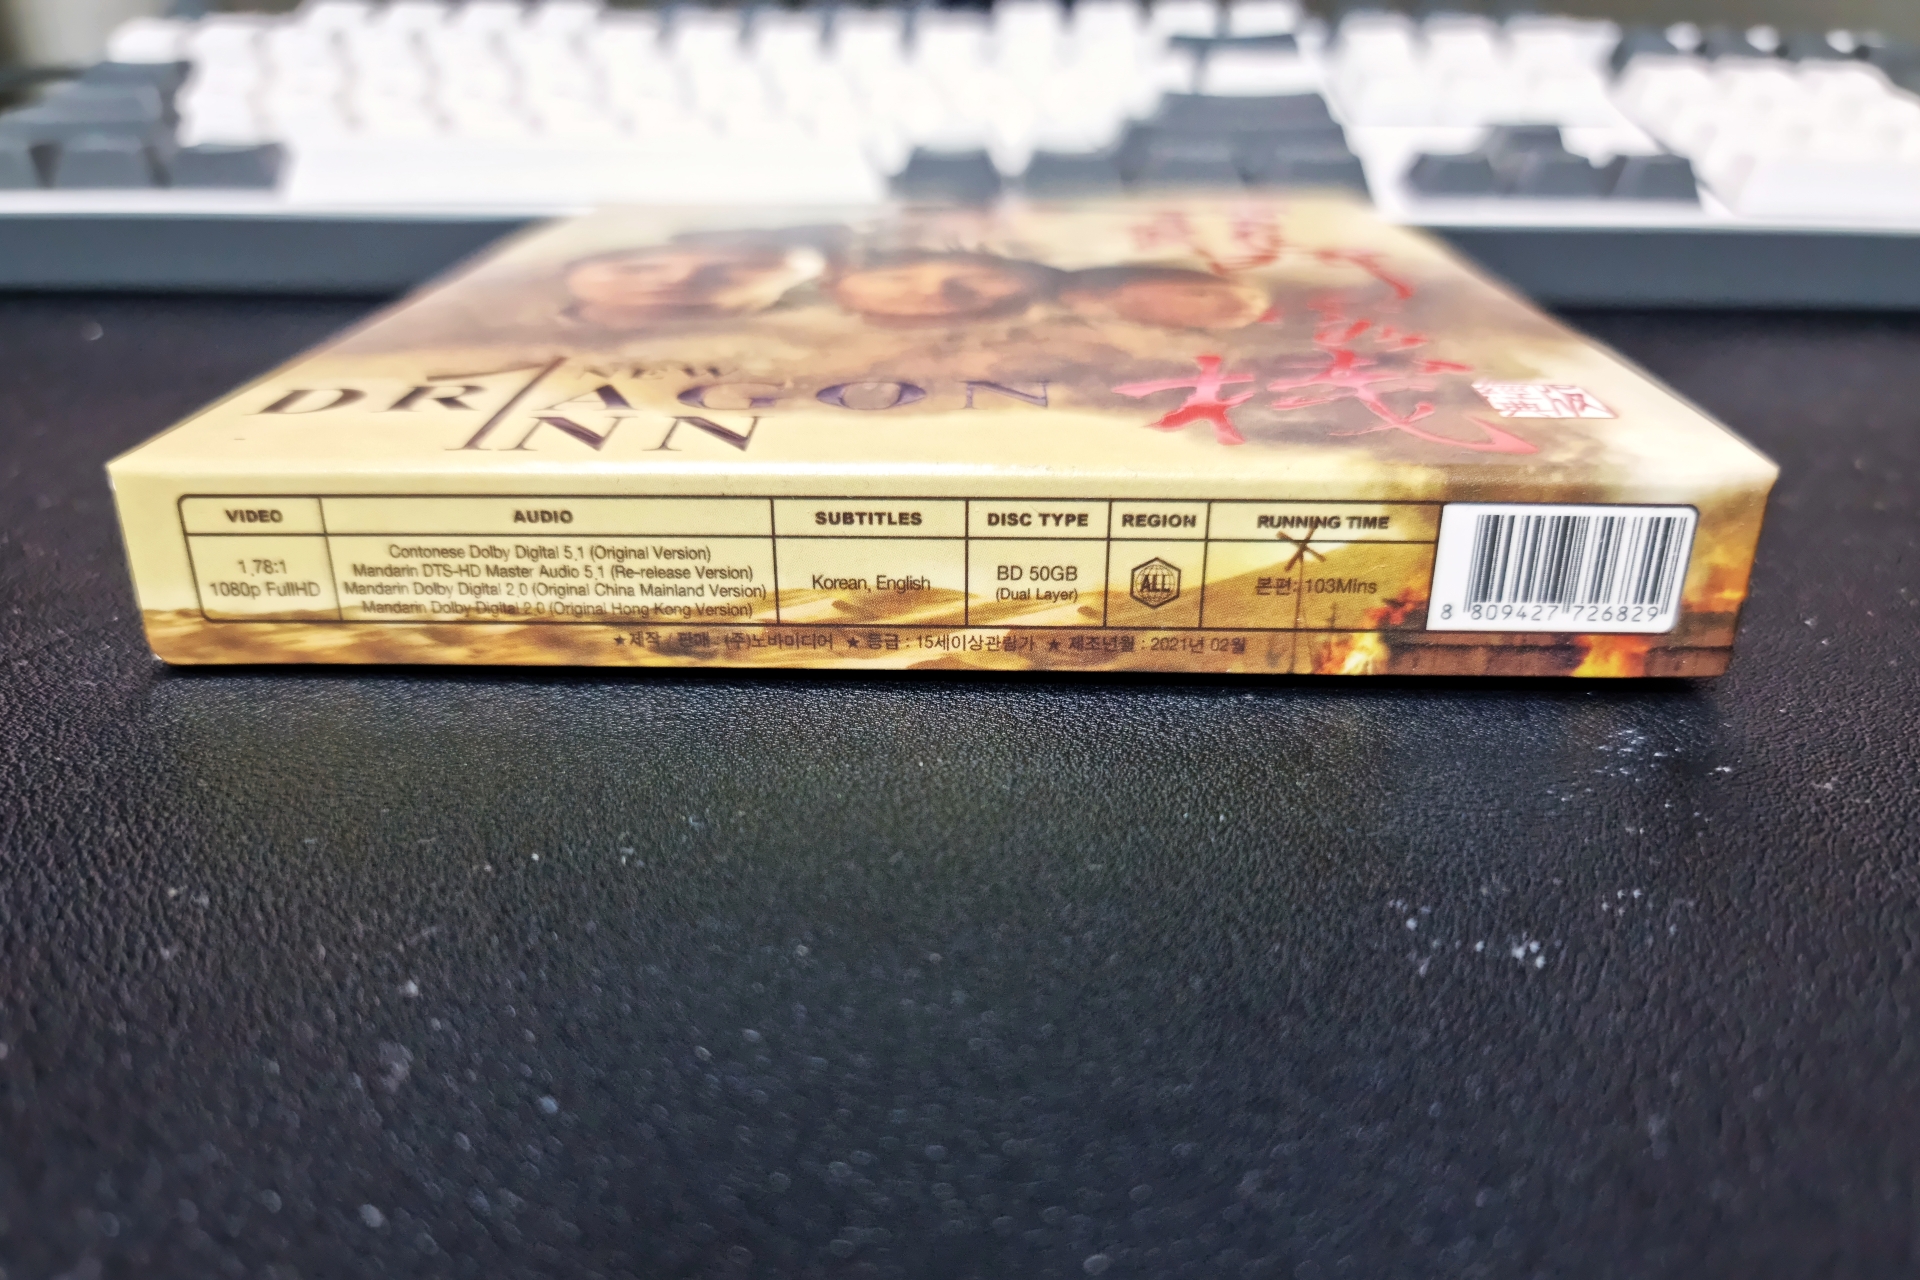 NEW
DRAGON
INN
VIDEO
1.78:1
1080p FullHD
AUDIO
Contonese Dolby Digital 5.1 (Original Version)
Mandarin DTS-HD Master Audio 5.1 (Re-release Version)
Mandarin Dolby Digital 2.0 (Original China Mainland Version)
Mandarin Dolby Digital 2.0 (Original Hong Kong Version)
SUBTITLES
Korean, English
DISC TYPE
BD 50GB
(Dual Layer)
REGION
ALL
RUNNING TIME
본편: 103Mins
8 809427 726829
★ 제작 / 판매 : (주)노바미디어 ★ 등급 : 15세이상관람가 ★ 제조년월 : 2021년 02월